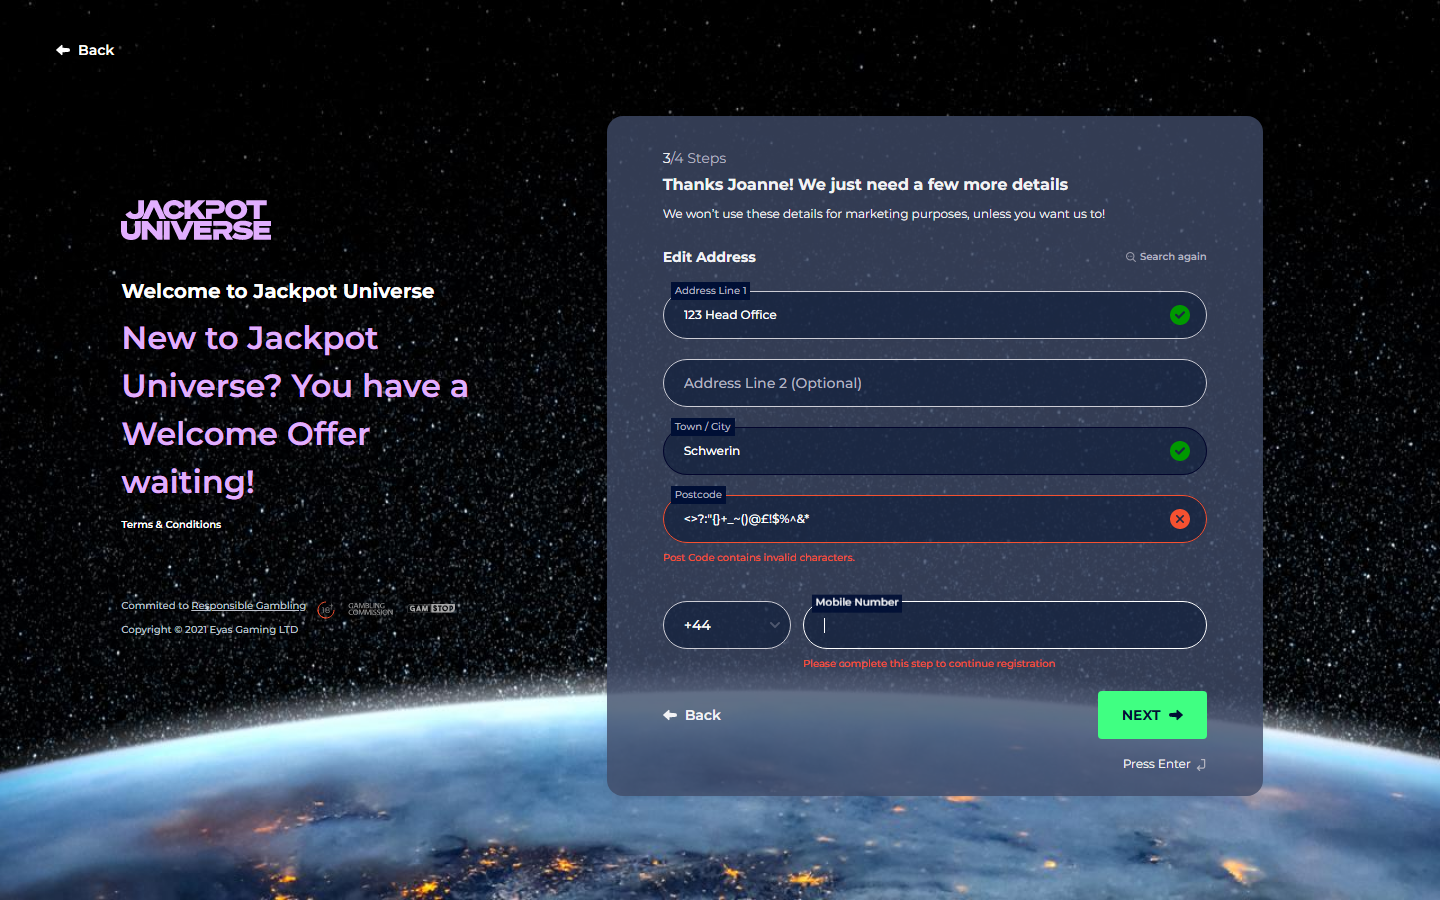 Back
JACKPOT
UNIVERSE
Welcome to Jackpot Universe
New to Jackpot
Universe? You have a
Welcome Offer
waiting!
Terms & Conditions
Commited to Responsible Gambling
18+
GAMBLING
COMMISSION
GAMSTOP
Copyright © 2021 Eyas Gaming LTD
3/4 Steps
Thanks Joanne! We just need a few more details
We won't use these details for marketing purposes, unless you want us to!
Edit Address
Search again
Address Line 1
123 Head Office
Address Line 2 (Optional)
Town / City
Schwerin
Postcode
<>?:"{}+_~()@£!$%^&*
Post Code contains invalid characters.
+44
Mobile Number
Please complete this step to continue registration
Back
NEXT
Press Enter